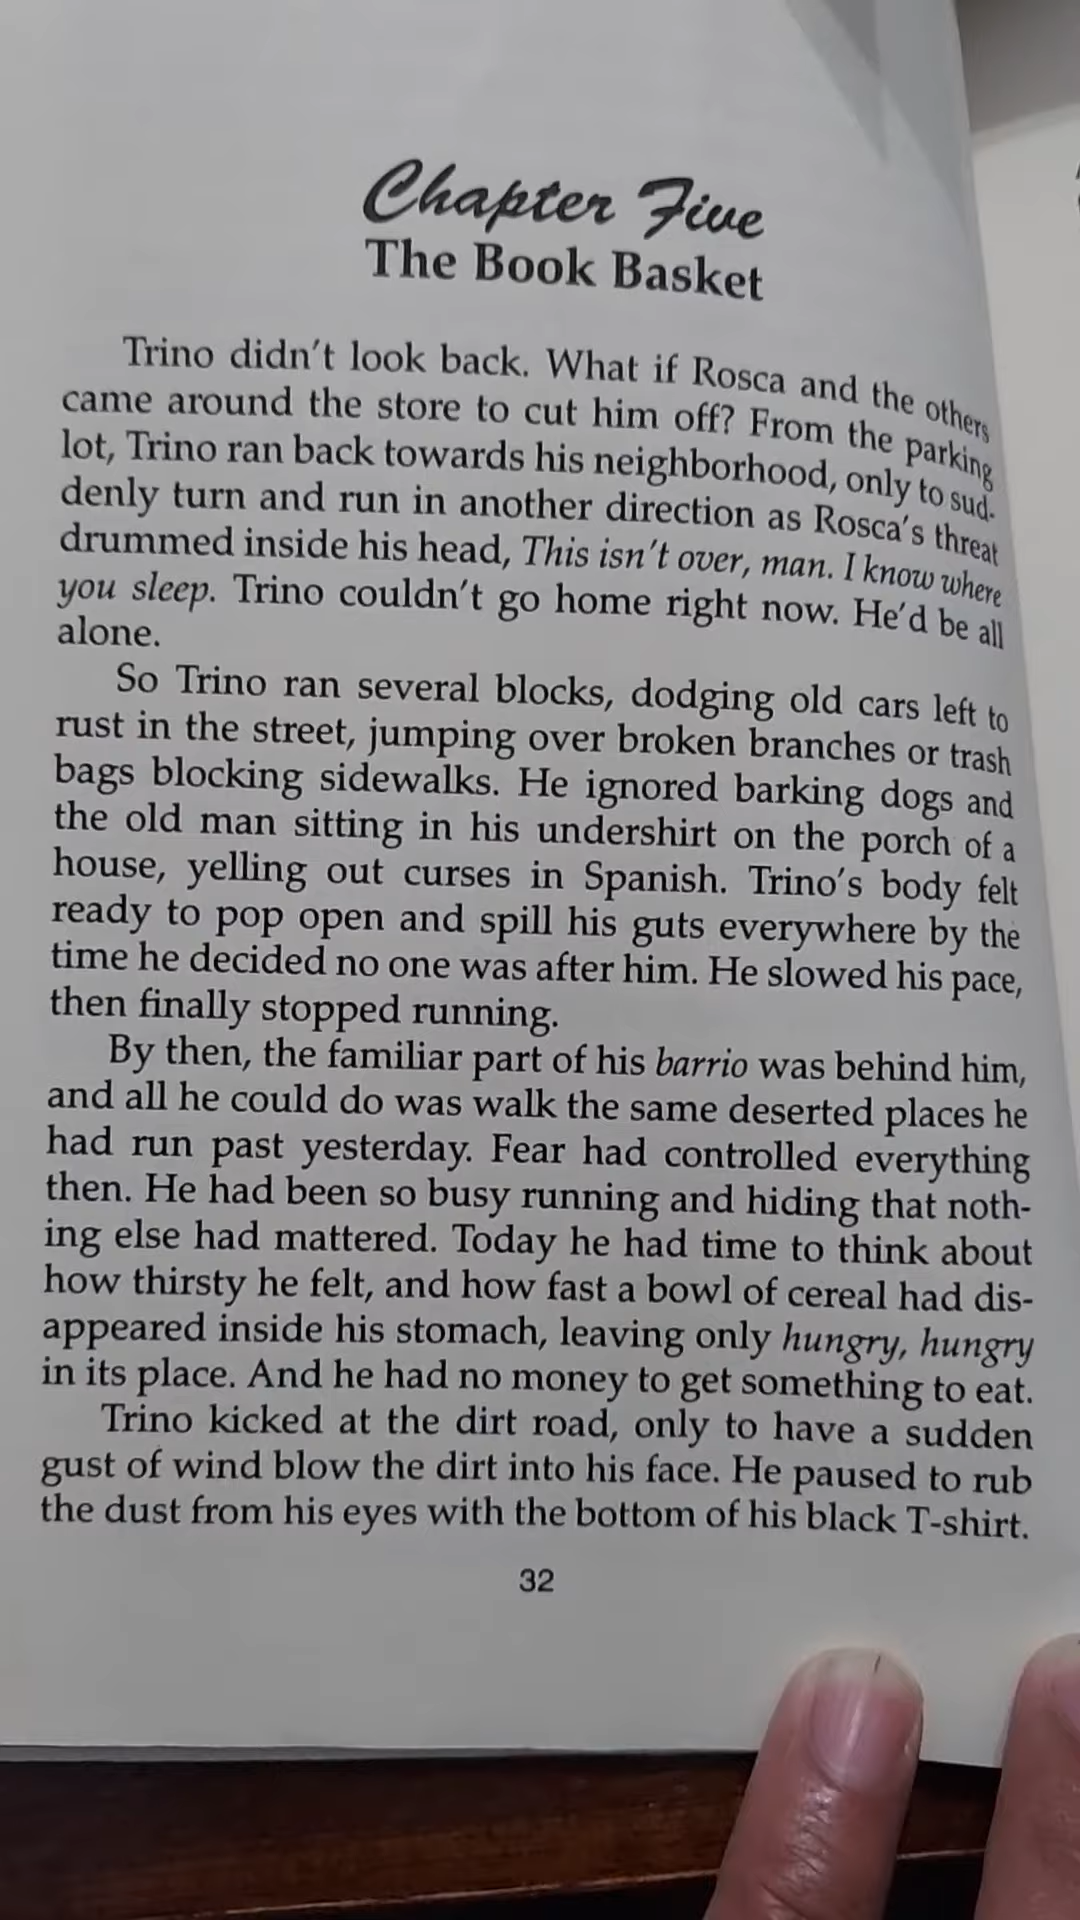 Chapter Five
The Book Basket
Trino didn't look back. What if Rosca and the others
came around the store to cut him off? From the parking
lot, Trino ran back towards his neighborhood, only to sud-
denly turn and run in another direction as Rosca's threat
drummed inside his head, This isn't over, man. I know where
you sleep. Trino couldn't go home right now. He'd be all
alone.
So Trino ran several blocks, dodging old cars left to
rust in the street, jumping over broken branches or trash
bags blocking sidewalks. He ignored barking dogs and
the old man sitting in his undershirt on the porch of a
house, yelling out curses in Spanish. Trino's body felt
ready to pop open and spill his guts everywhere by the
time he decided no one was after him. He slowed his pace,
then finally stopped running.
By then, the familiar part of his barrio was behind him,
and all he could do was walk the same deserted places he
had run past yesterday. Fear had controlled everything
then. He had been so busy running and hiding that noth-
ing else had mattered. Today he had time to think about
how thirsty he felt, and how fast a bowl of cereal had dis-
appeared inside his stomach, leaving only hungry, hungry
in its place. And he had no money to get something to eat.
Trino kicked at the dirt road, only to have a sudden
gust of wind blow the dirt into his face. He paused to rub
the dust from his eyes with the bottom of his black T-shirt.
32